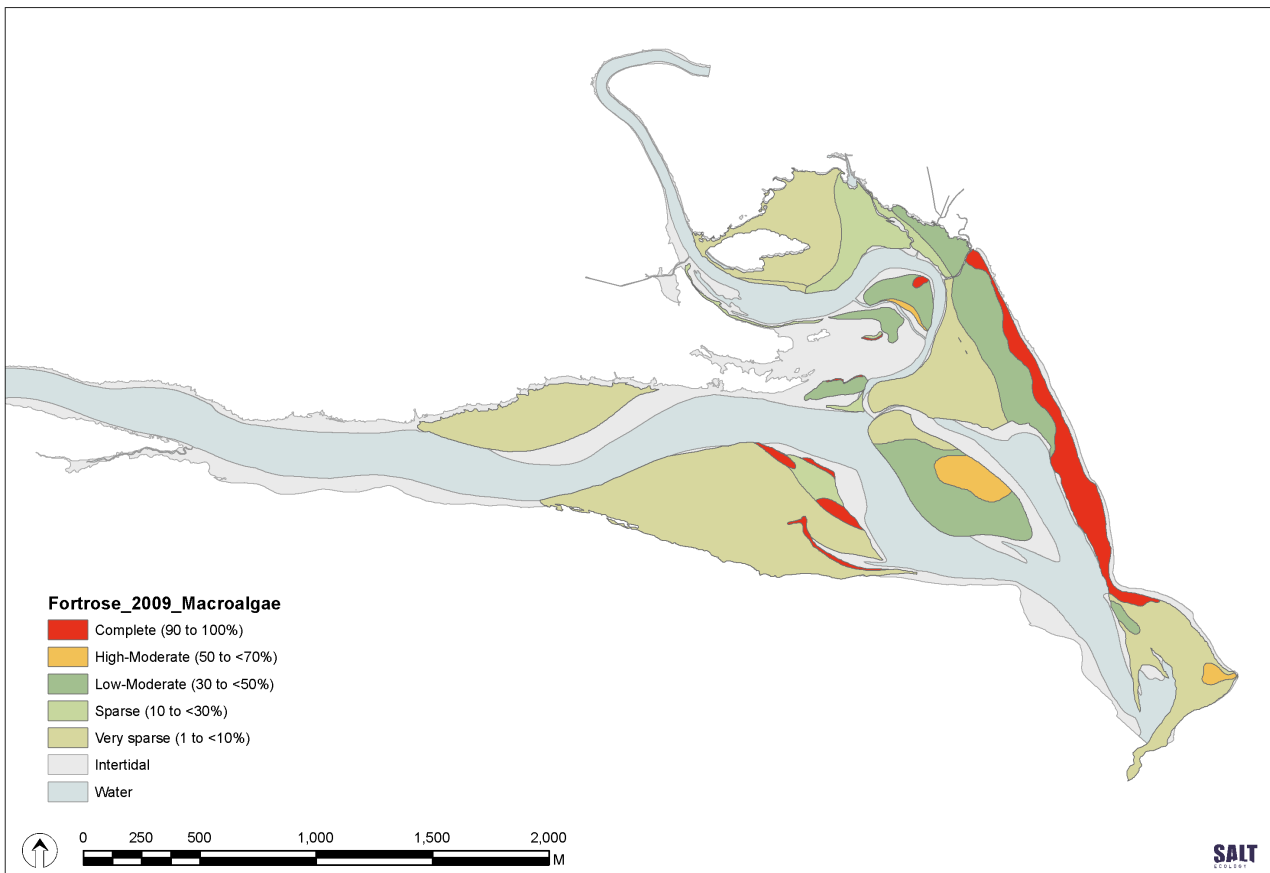 Fortrose_2009_Macroalgae
Complete (90 to 100%)
High-Moderate (50 to <70%)
Low-Moderate (30 to <50%)
Sparse (10 to <30%)
Very sparse (1 to <10%)
Intertidal
Water
0 250 500 1,000 1,500 2,000
M
SALT
ECOLOGY